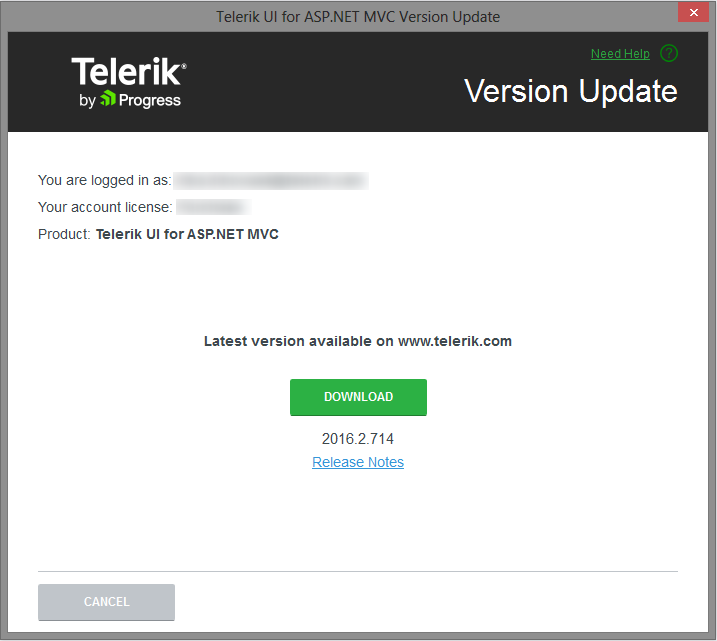 Telerik UI for ASP.NET MVC Version Update
Need Help ?
Telerik®
by Progress
Version Update
You are logged in as:
Your account license:
Product: Telerik UI for ASP.NET MVC
Latest version available on www.telerik.com
DOWNLOAD
2016.2.714
Release Notes
CANCEL